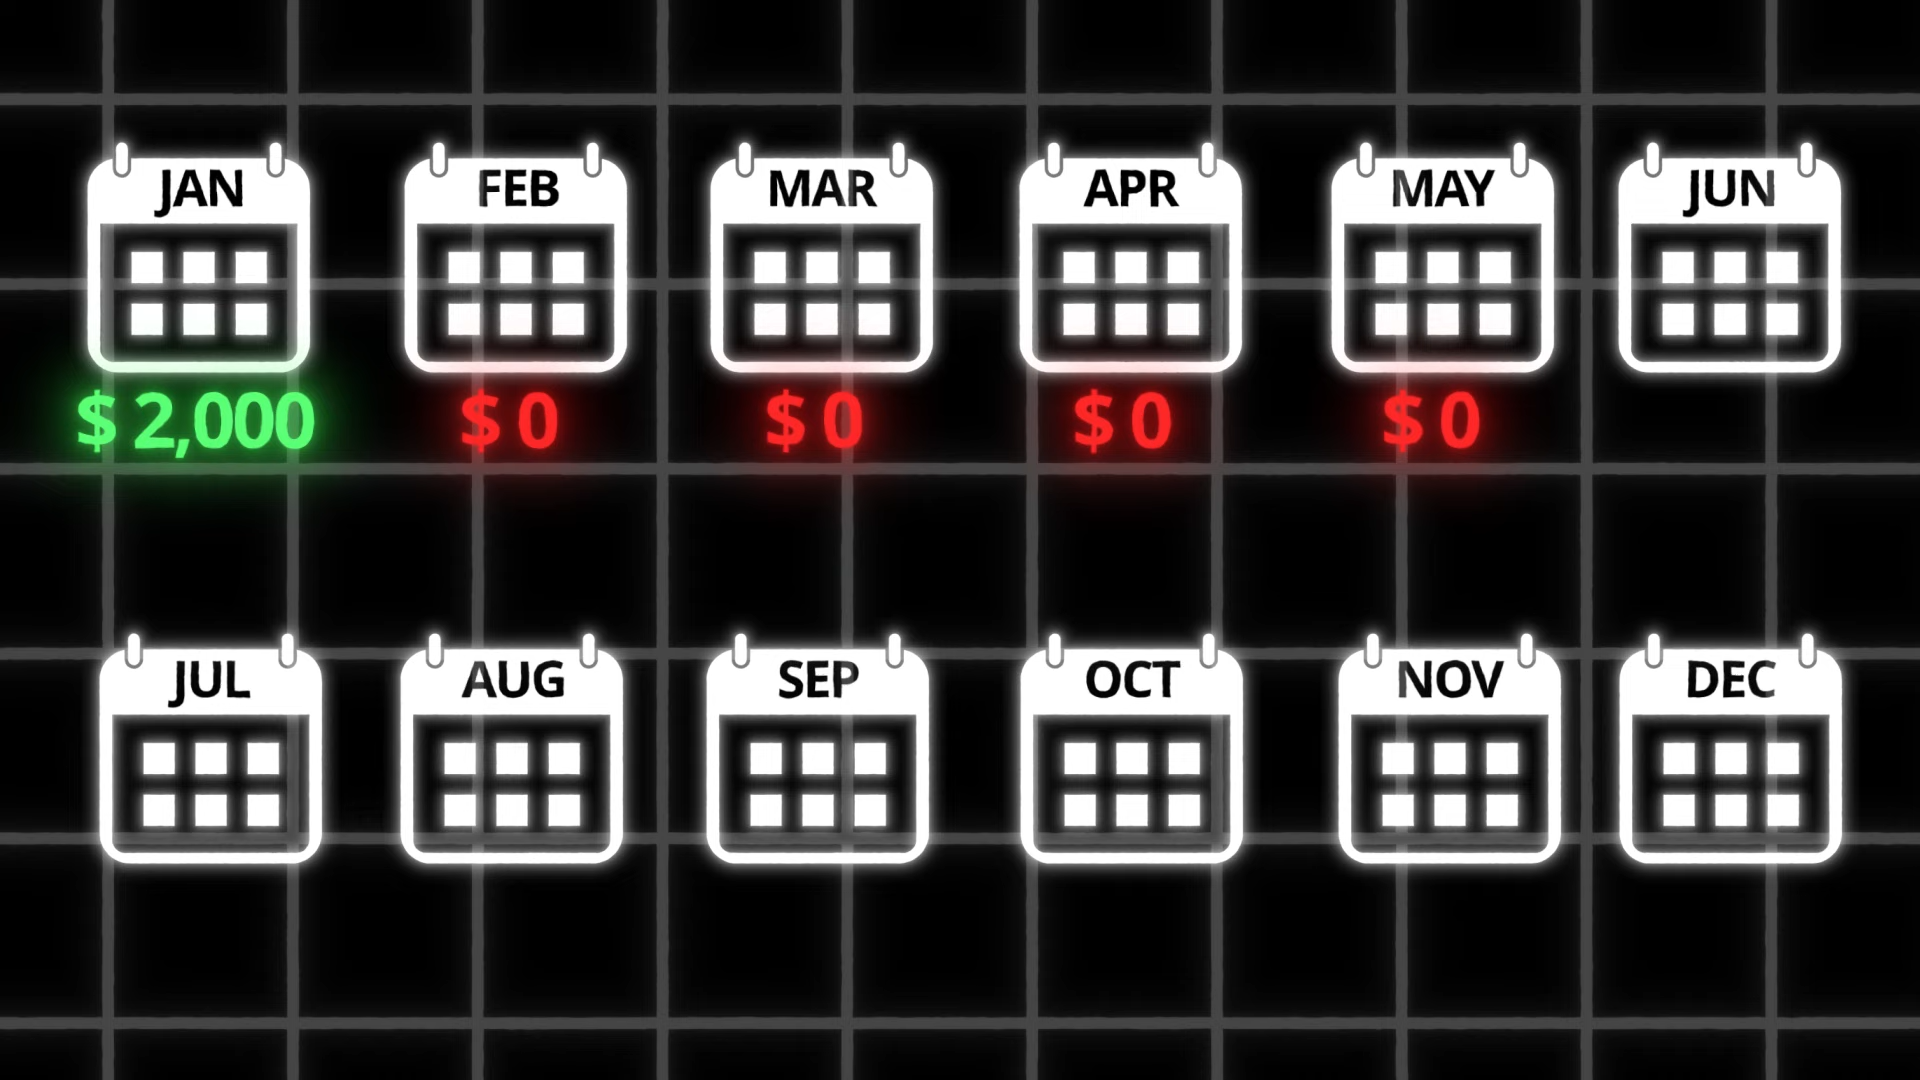 JAN FEB MAR APR MAY JUN
$ 2,000 $ 0 $ 0 $ 0 $ 0
JUL AUG SEP OCT NOV DEC